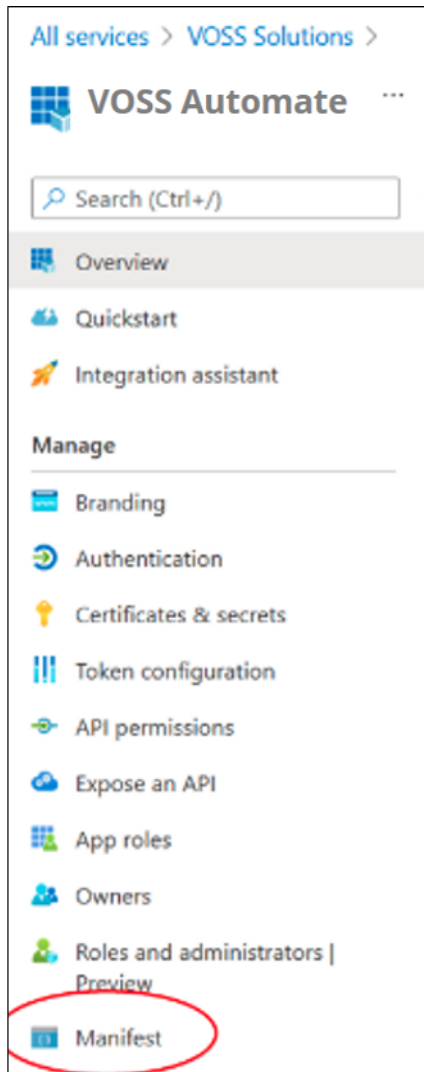 All services > VOSS Solutions >
VOSS Automate ...
Search (Ctrl+/)
Overview
Quickstart
Integration assistant
Manage
Branding
Authentication
Certificates & secrets
Token configuration
API permissions
Expose an API
App roles
Owners
Roles and administrators |
Preview
Manifest